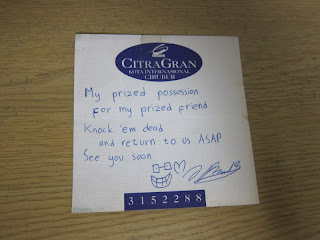 CITRAGRAN
KOTA INTERNASIONAL
CIBUBUR
My prized possession
for my prized friend
Knock 'em dead
and return to us ASAP
See you soon
3152288